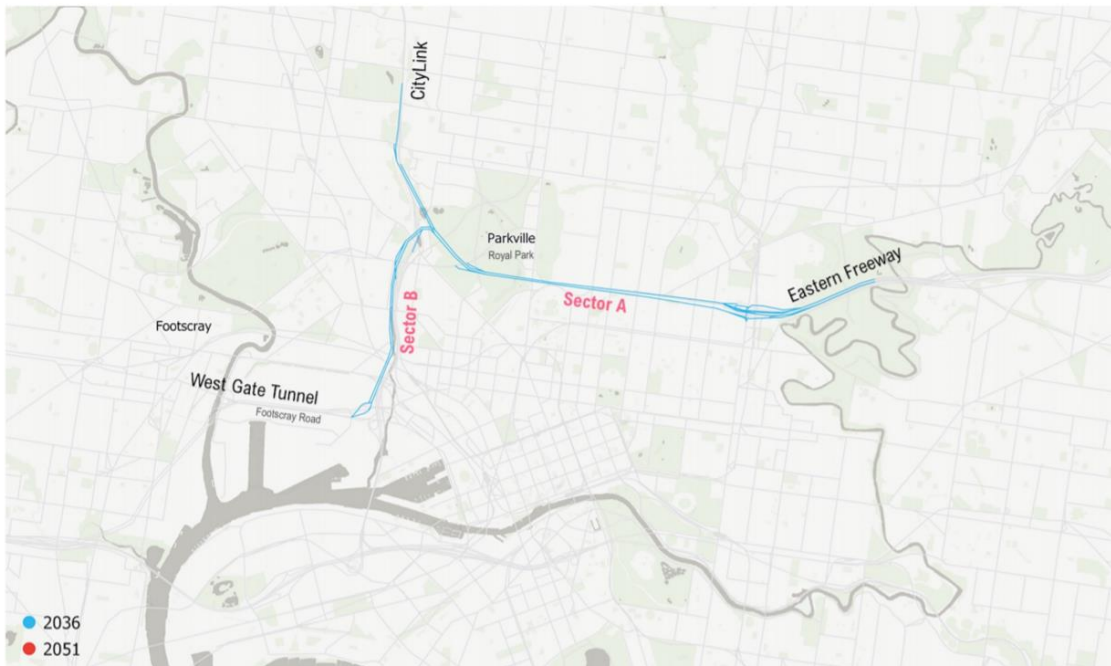 CityLink
Parkville
Royal Park
Eastern Freeway
Sector A
Sector B
Footscray
West Gate Tunnel
Footscray Road
2036
2051